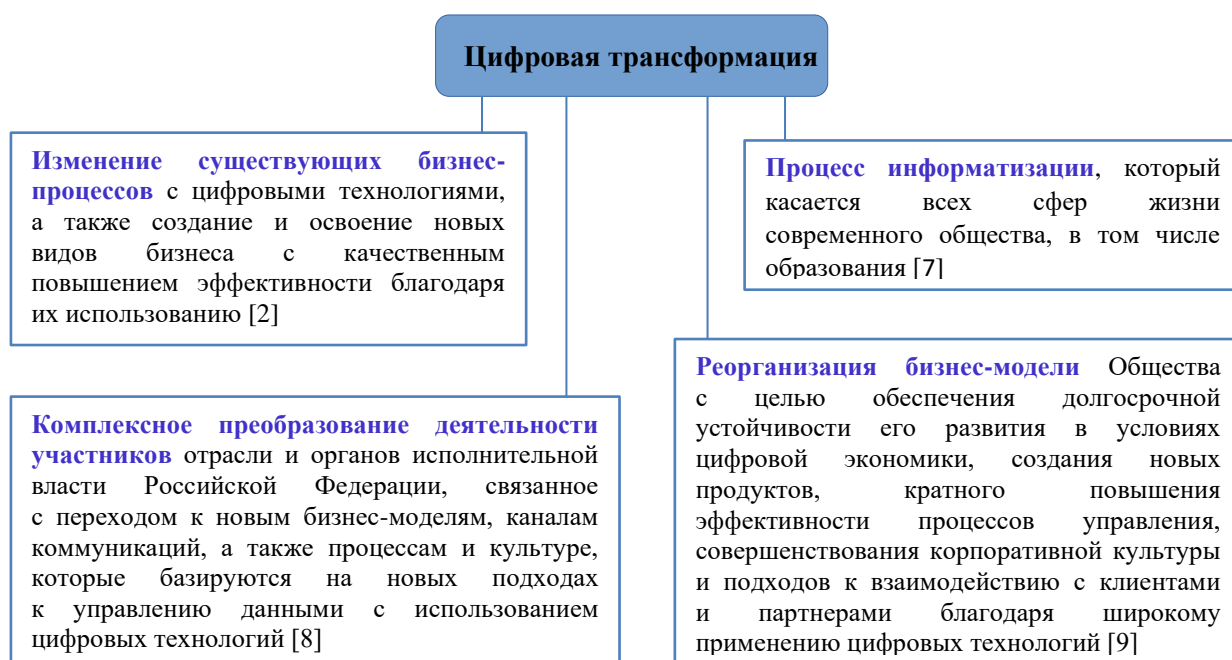 Цифровая трансформация
Изменение существующих бизнес-
процессов с цифровыми технологиями,
а также создание и освоение новых
видов бизнеса с качественным
повышением эффективности благодаря
их использованию [2]
Процесс информатизации, который
касается всех сфер жизни
современного общества, в том числе
образования [7]
Комплексное преобразование деятельности
участников отрасли и органов исполнительной
власти Российской Федерации, связанное
с переходом к новым бизнес-моделям, каналам
коммуникаций, а также процессам и культуре,
которые базируются на новых подходах
к управлению данными с использованием
цифровых технологий [8]
Реорганизация бизнес-модели Общества
с целью обеспечения долгосрочной
устойчивости его развития в условиях
цифровой экономики, создания новых
продуктов, кратного повышения
эффективности процессов управления,
совершенствования корпоративной культуры
и подходов к взаимодействию с клиентами
и партнерами благодаря широкому
применению цифровых технологий [9]